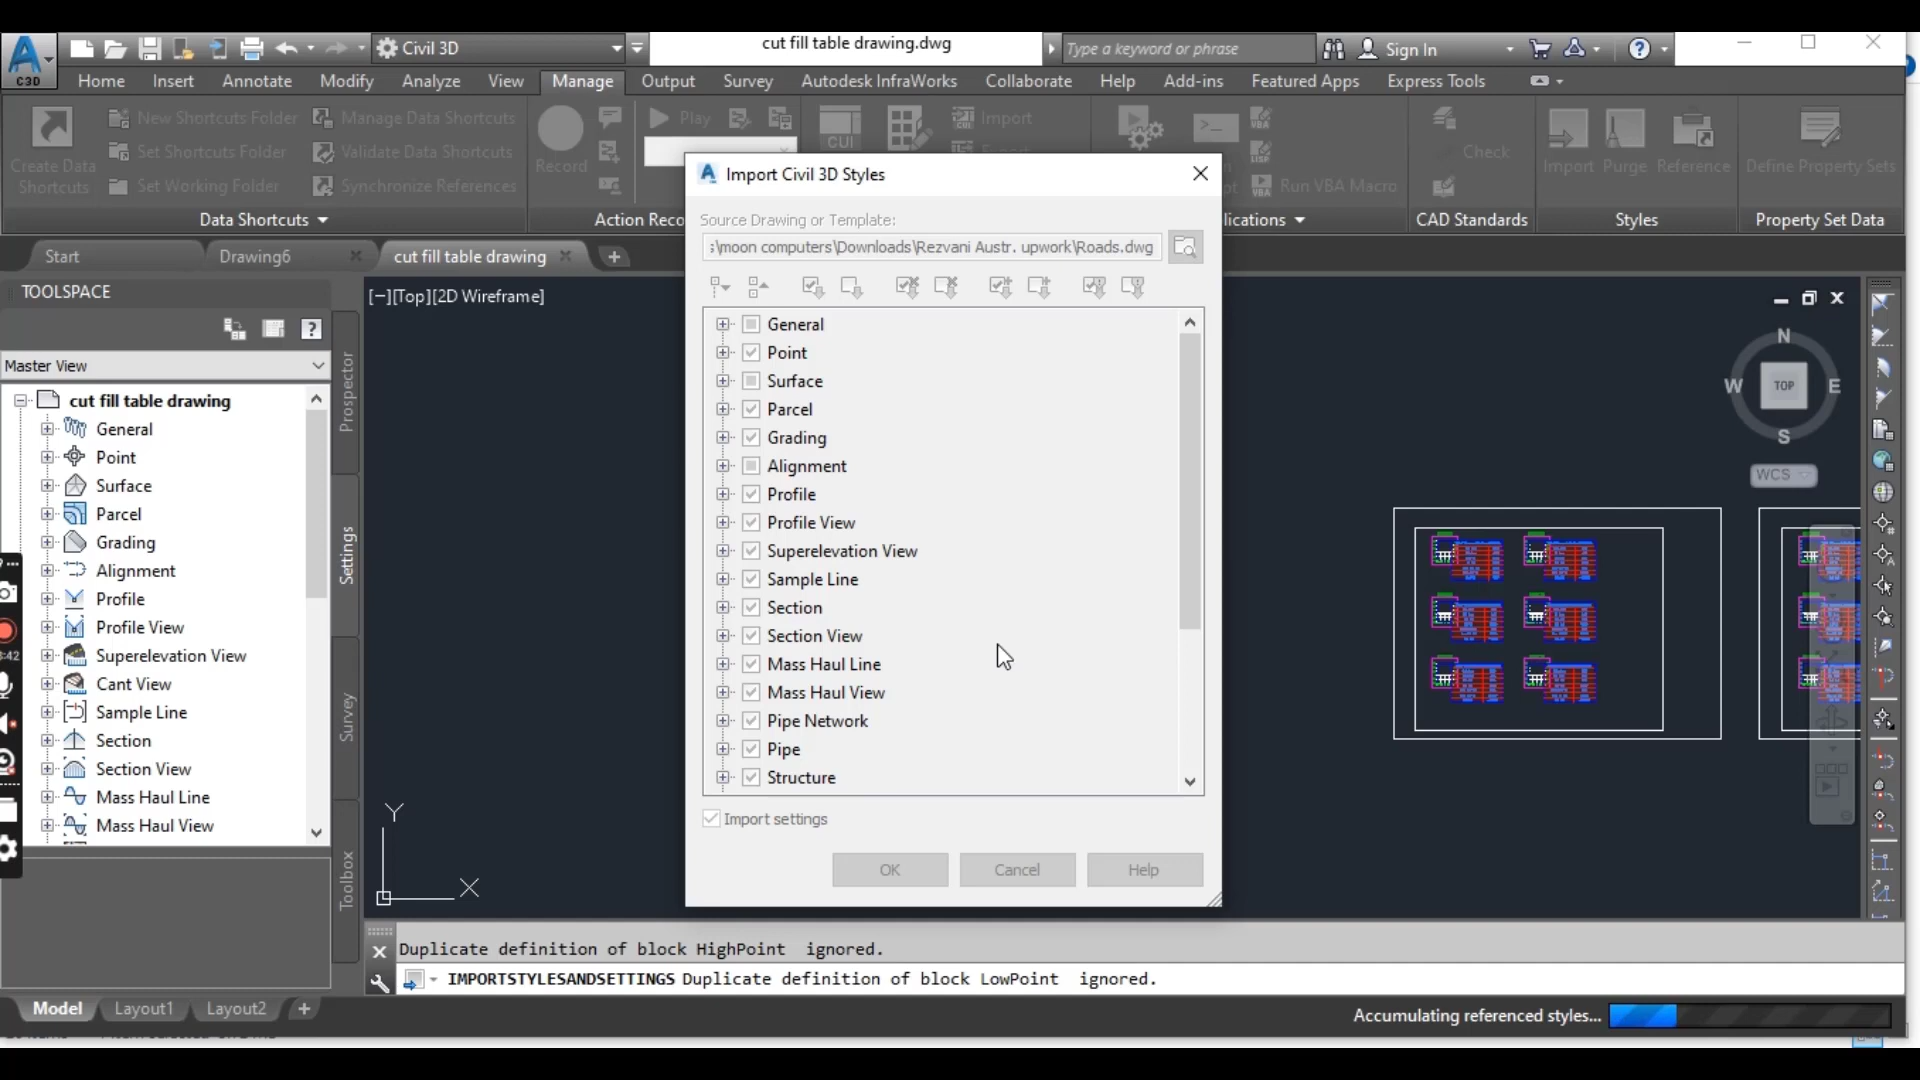 C3D
Civil 3D
cut fill table drawing.dwg
Type a keyword or phrase
Sign In
Home Insert Annotate Modify Analyze View Manage Output Survey Autodesk InfraWorks Collaborate Help Add-ins Featured Apps Express Tools
Create Data Shortcuts
New Shortcuts Folder
Set Shortcuts Folder
Set Working Folder
Manage Data Shortcuts
Validate Data Shortcuts
Synchronize References
Record
Play
CUI
Import
VBA
LISP
VBA
Run VBA Macro
Check
Import Purge Reference
Define Property Sets
Data Shortcuts
Action Reco
lications
CAD Standards
Styles
Property Set Data
Start
Drawing6
cut fill table drawing
TOOLSPACE
Master View
cut fill table drawing
General
Point
Surface
Parcel
Grading
Alignment
Profile
Profile View
Superelevation View
Cant View
Sample Line
Section
Section View
Mass Haul Line
Mass Haul View
Prospector
Settings
Survey
Toolbox
[−][Top][2D Wireframe]
Import Civil 3D Styles
Source Drawing or Template:
\moon computers\Downloads\Rezvani Austr. upwork\Roads.dwg
General
Point
Surface
Parcel
Grading
Alignment
Profile
Profile View
Superelevation View
Sample Line
Section
Section View
Mass Haul Line
Mass Haul View
Pipe Network
Pipe
Structure
Import settings
OK
Cancel
Help
N
W
TOP
E
S
WCS
Y
X
Duplicate definition of block HighPoint  ignored.
IMPORTSTYLESANDSETTINGS Duplicate definition of block LowPoint  ignored.
Model
Layout1
Layout2
Accumulating referenced styles...